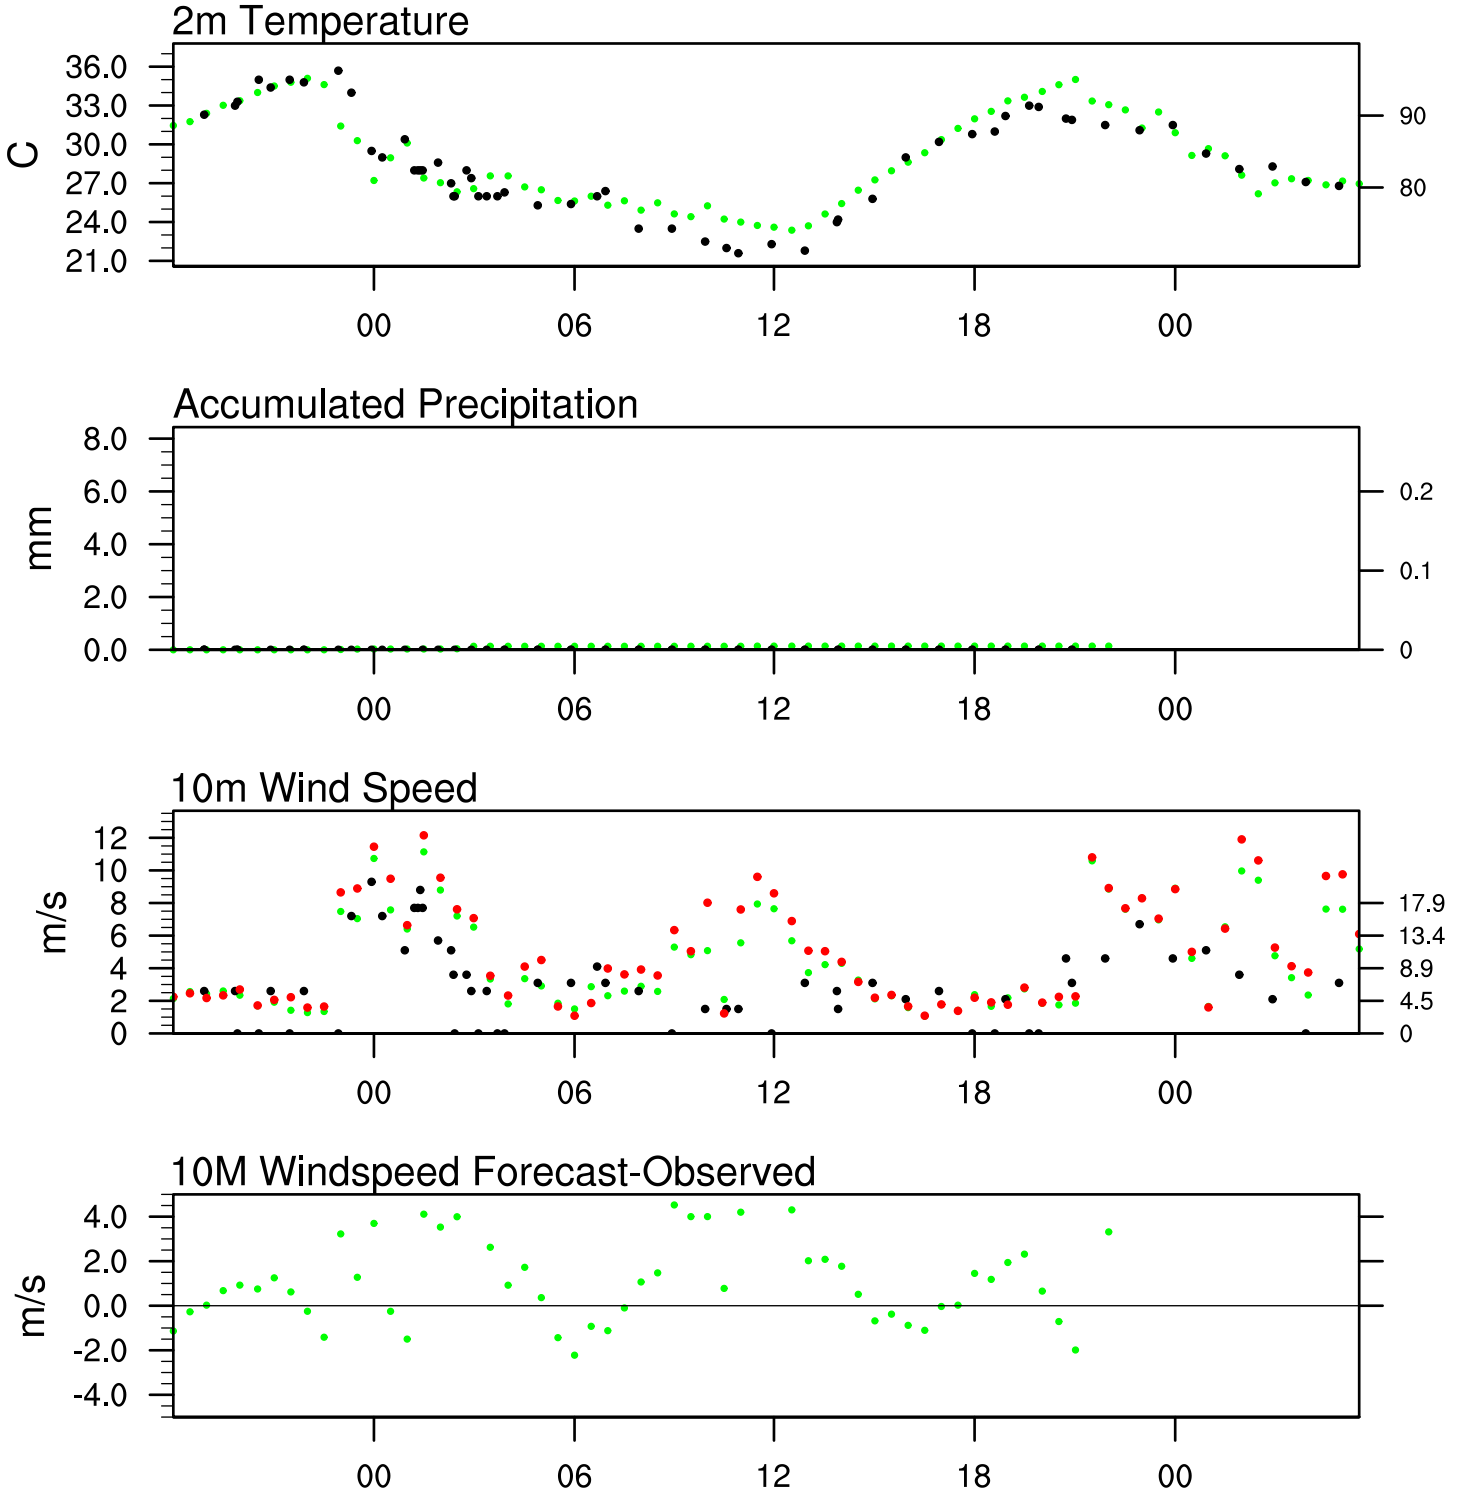 2m Temperature
C
36.0
33.0
30.0
27.0
24.0
21.0
90
80
00 06 12 18 00
Accumulated Precipitation
mm
8.0
6.0
4.0
2.0
0.0
0.2
0.1
0
00 06 12 18 00
10m Wind Speed
m/s
12
10
8
6
4
2
0
17.9
13.4
8.9
4.5
0
00 06 12 18 00
10M Windspeed Forecast-Observed
m/s
4.0
2.0
0.0
-2.0
-4.0
00 06 12 18 00